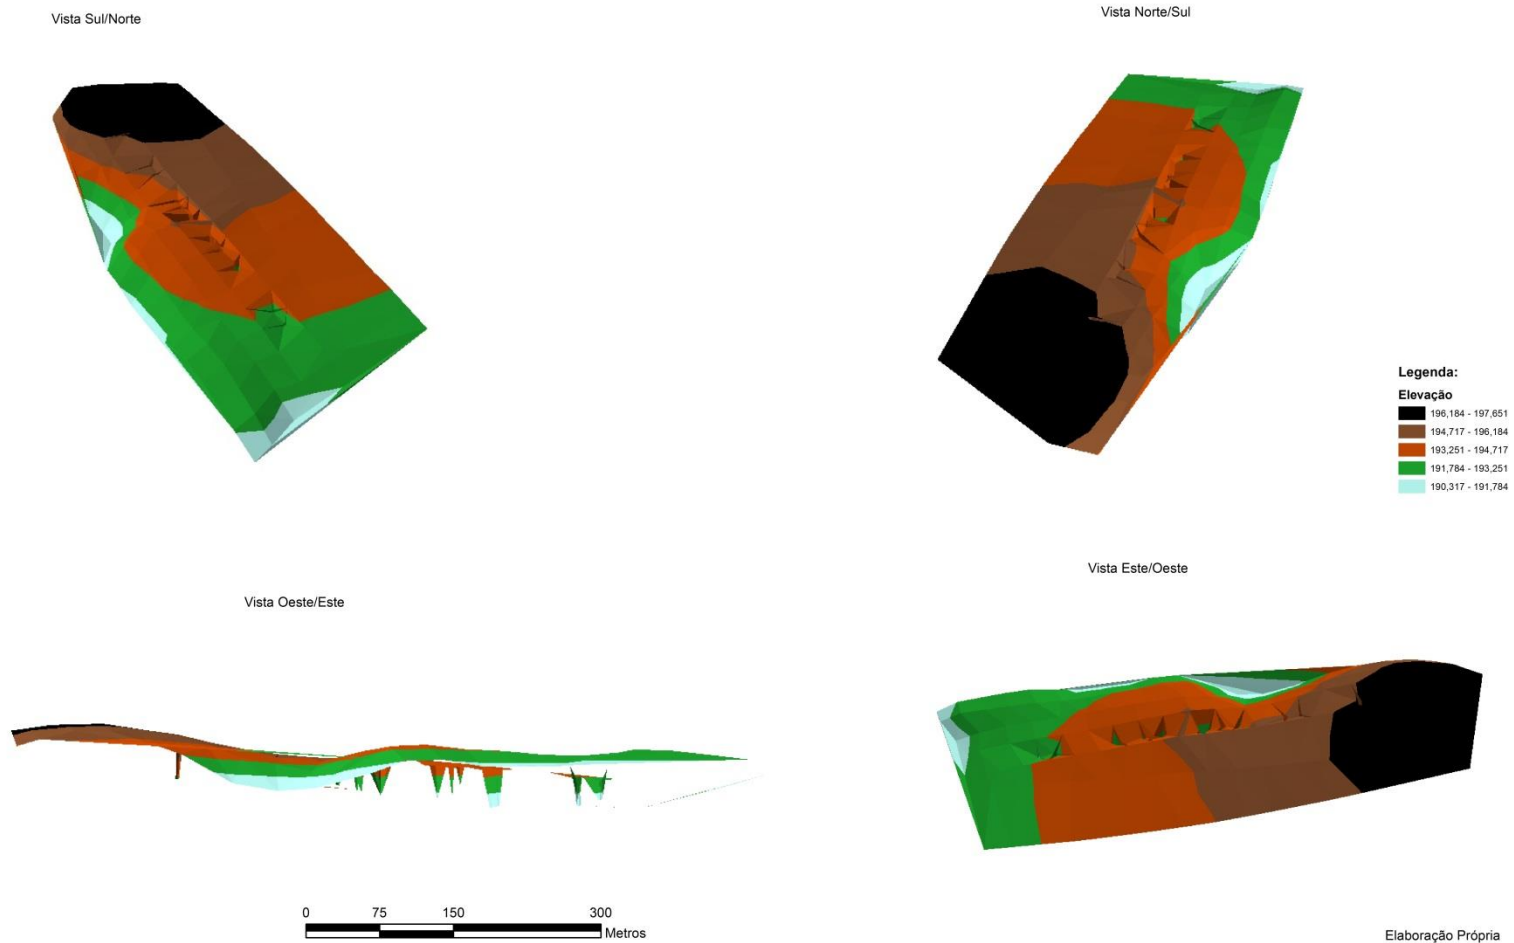 Vista Sul/Norte
Vista Norte/Sul
Legenda:
Elevação
196,184 - 197,651
194,717 - 196,184
193,251 - 194,717
191,784 - 193,251
190,317 - 191,784
Vista Oeste/Este
Vista Este/Oeste
0 75 150 300
Metros
Elaboração Própria